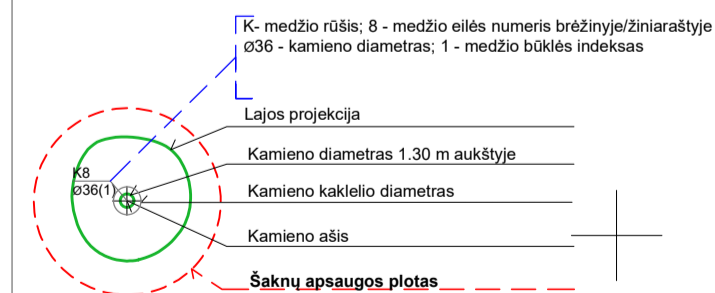 K- medžio rūšis; 8 - medžio eilės numeris brėžinyje/žiniaraštyje
ø36 - kamieno diametras; 1 - medžio būklės indeksas
Lajos projekcija
Kamieno diametras 1.30 m aukštyje
K8
Ø36(1)
Kamieno kaklelio diametras
Kamieno ašis
Šaknų apsaugos plotas